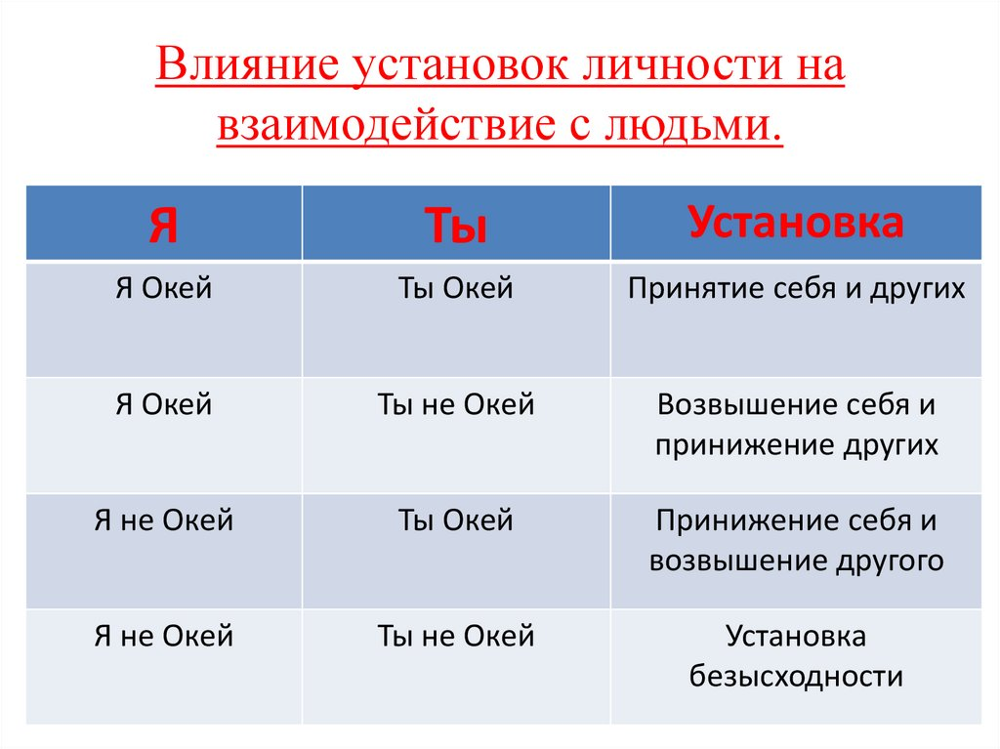 Влияние установок личности на
взаимодействие с людьми.
Я Ты Установка
Я Окей Ты Окей Принятие себя и других
Я Окей Ты не Окей Возвышение себя и
принижение других
Я не Окей Ты Окей Принижение себя и
возвышение другого
Я не Окей Ты не Окей Установка
безысходности